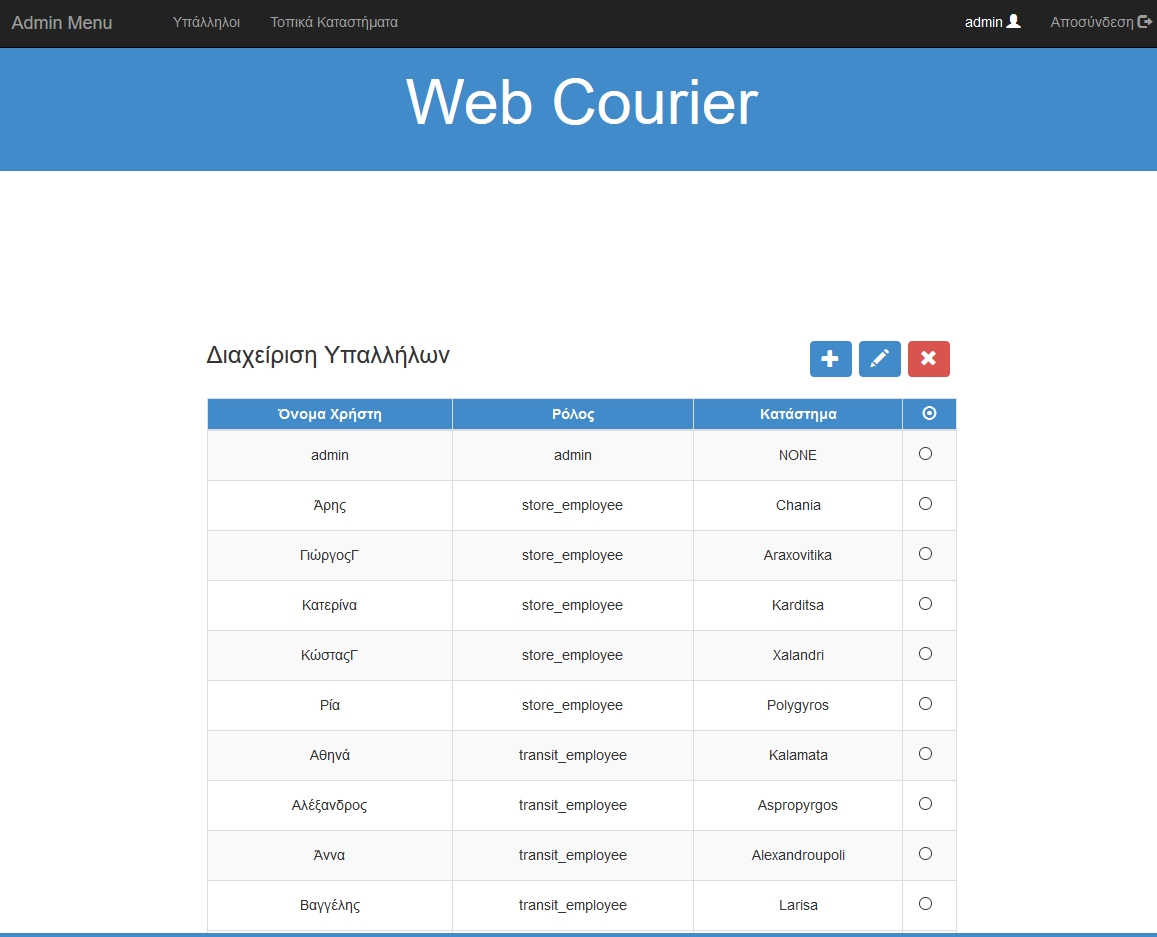 Admin Menu Υπάλληλοι Τοπικά Καταστήματα admin Αποσύνδεση
Web Courier
Διαχείριση Υπαλλήλων
Όνομα Χρήστη Ρόλος Κατάστημα
admin admin NONE
Άρης store_employee Chania
ΓιώργοςΓ store_employee Araxovitika
Κατερίνα store_employee Karditsa
ΚώσταςΓ store_employee Xalandri
Ρία store_employee Polygyros
Αθηνά transit_employee Kalamata
Αλέξανδρος transit_employee Aspropyrgos
Άννα transit_employee Alexandroupoli
Βαγγέλης transit_employee Larisa